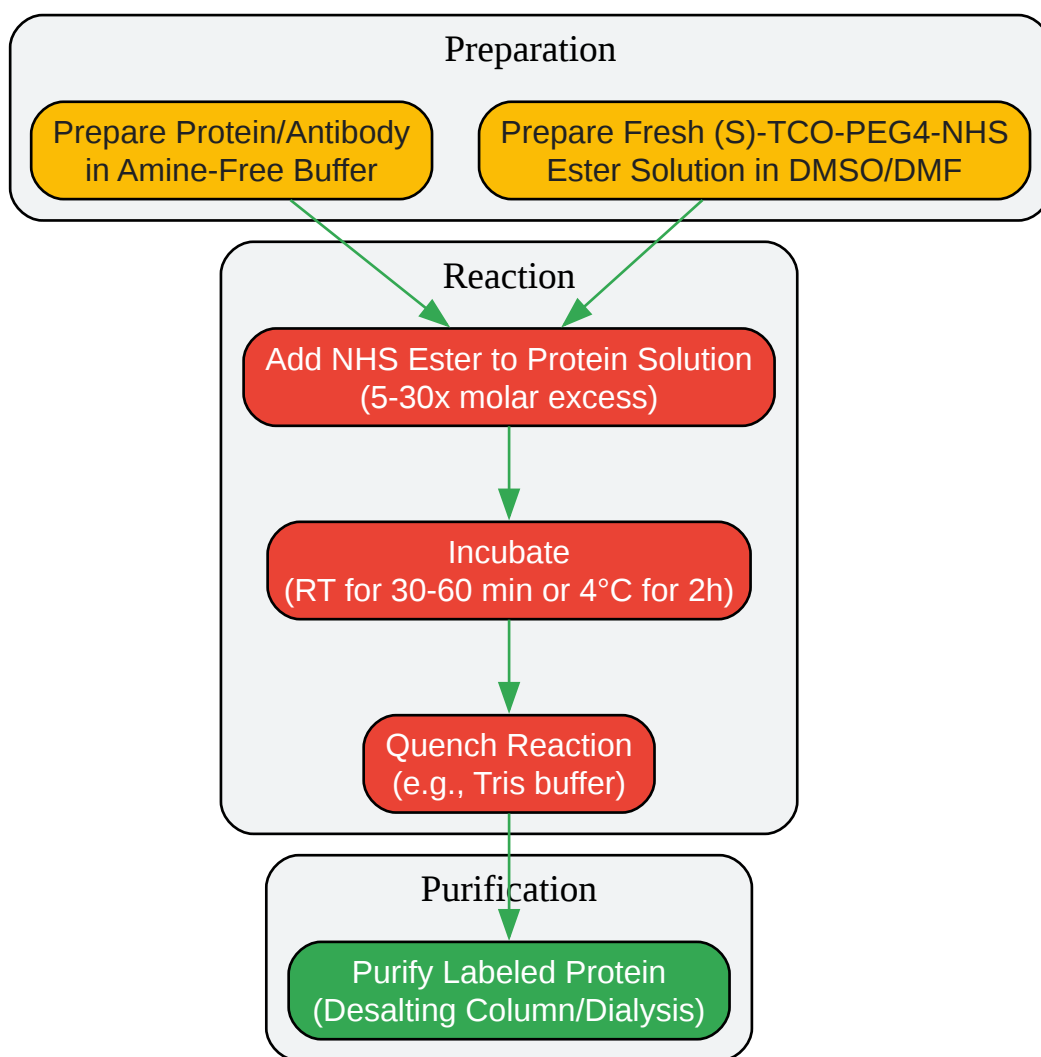 Preparation
Prepare Protein/Antibody
in Amine-Free Buffer
Prepare Fresh (S)-TCO-PEG4-NHS
Ester Solution in DMSO/DMF
Reaction
Add NHS Ester to Protein Solution
(5-30x molar excess)
Incubate
(RT for 30-60 min or 4°C for 2h)
Quench Reaction
(e.g., Tris buffer)
Purification
Purify Labeled Protein
(Desalting Column/Dialysis)